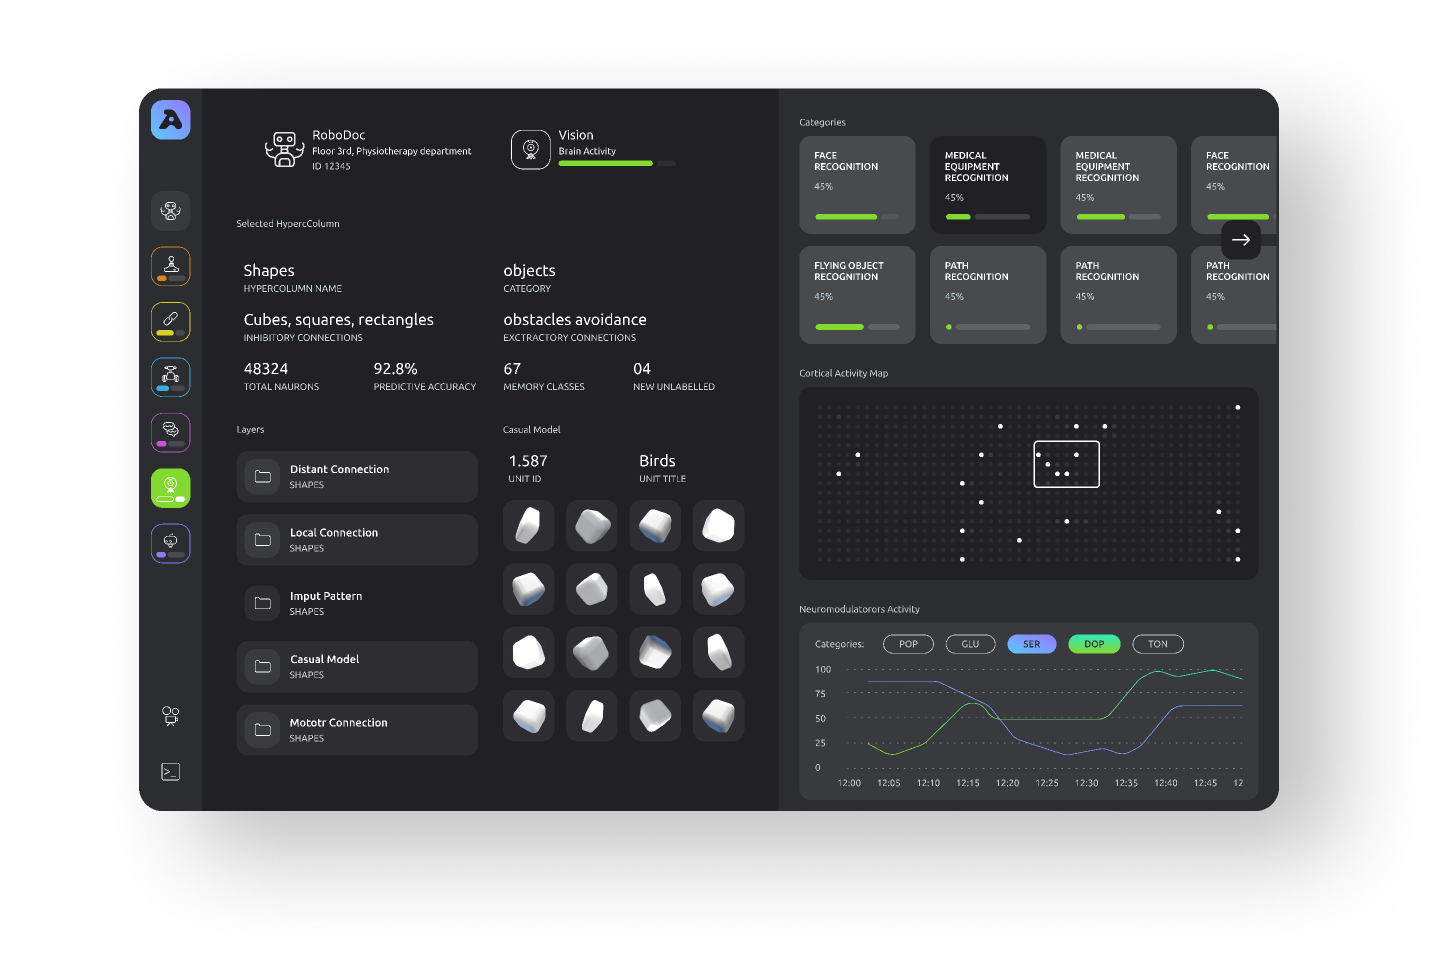 RoboDoc
Floor 3rd, Physiotherapy department
ID 12345
Vision
Brain Activity
Selected HypercColumn
Shapes
HYPERCOLUMN NAME
objects
CATEGORY
Cubes, squares, rectangles
INHIBITORY CONNECTIONS
obstacles avoidance
EXCTRACTORY CONNECTIONS
48324
TOTAL NAURONS
92.8%
PREDICTIVE ACCURACY
67
MEMORY CLASSES
04
NEW UNLABELLED
Layers
Distant Connection
SHAPES
Local Connection
SHAPES
Imput Pattern
SHAPES
Casual Model
SHAPES
Mototr Connection
SHAPES
Casual Model
1.587
UNIT ID
Birds
UNIT TITLE
Categories
FACE
RECOGNITION
45%
MEDICAL
EQUIPMENT
RECOGNITION
45%
MEDICAL
EQUIPMENT
RECOGNITION
45%
FACE
RECOGNITION
45%
FLYING OBJECT
RECOGNITION
45%
PATH
RECOGNITION
45%
PATH
RECOGNITION
45%
PATH
RECOGNITION
45%
Cortical Activity Map
Neuromodulatorors Activity
Categories: POP GLU SER DOP TON
100
75
50
25
0
12:00 12:05 12:10 12:15 12:20 12:25 12:30 12:35 12:40 12:45 12